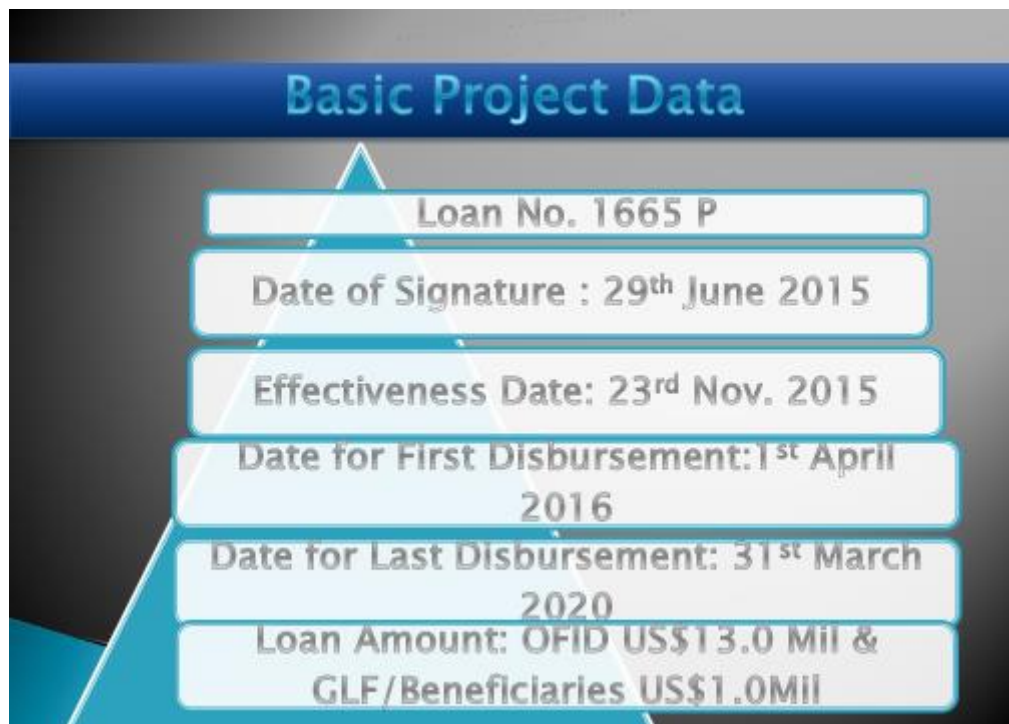 Basic Project Data
Loan No. 1665 P
Date of Signature : 29th June 2015
Effectiveness Date: 23rd Nov. 2015
Date for First Disbursement:1st April
2016
Date for Last Disbursement: 31st March
2020
Loan Amount: OFID US$13.0 Mil &
GLF/Beneficiaries US$1.0Mil